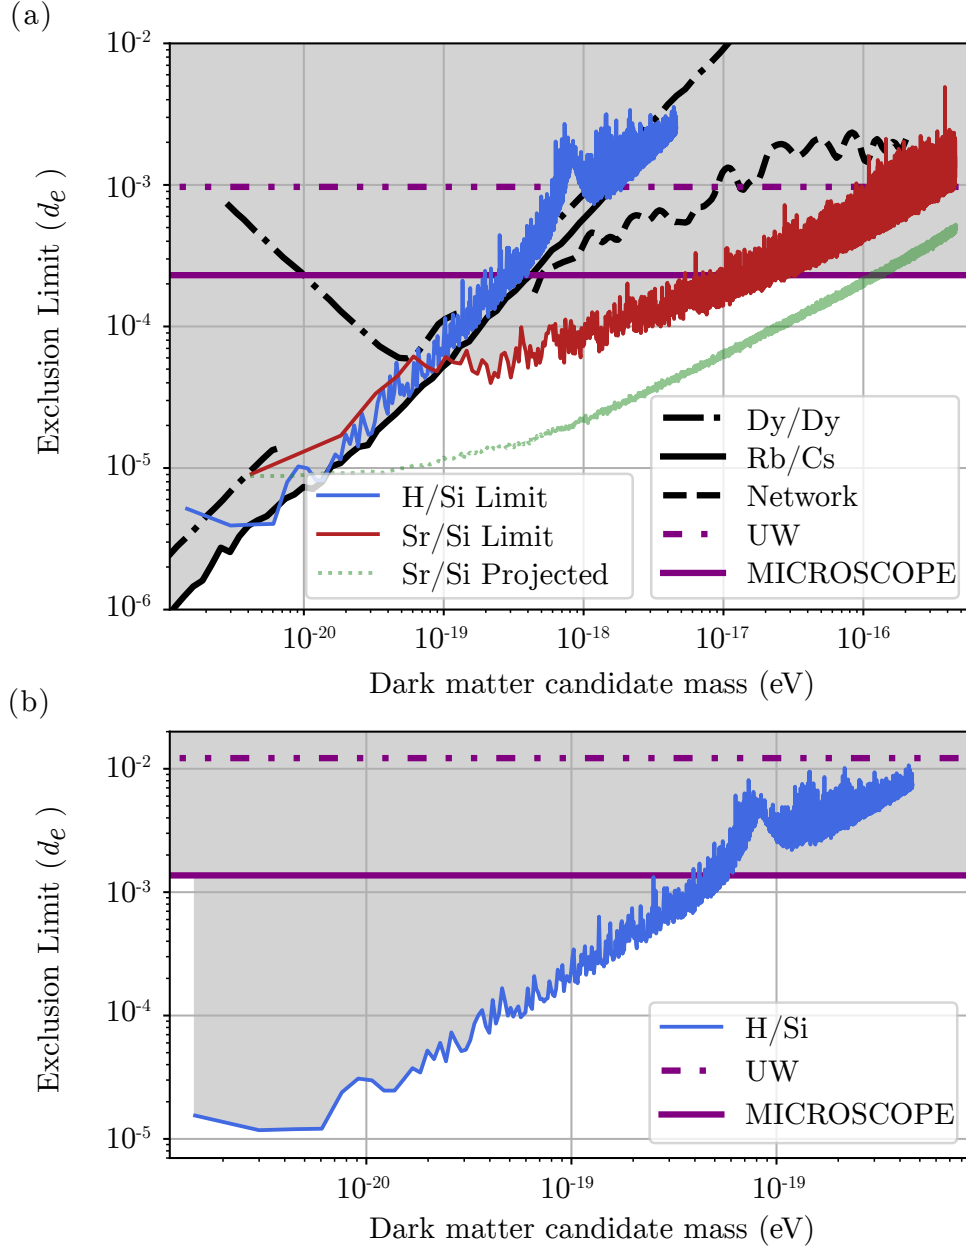 (a)
10-2
10-3
10-4
10-5
10-6
Exclusion Limit (de)
Dy/Dy
Rb/Cs
Network
UW
MICROSCOPE
H/Si Limit
Sr/Si Limit
Sr/Si Projected
10-20
10-19
10-18
10-17
10-16
Dark matter candidate mass (eV)
(b)
10-2
10-3
10-4
10-5
Exclusion Limit (de)
H/Si
UW
MICROSCOPE
10-20
10-19
10-19
Dark matter candidate mass (eV)